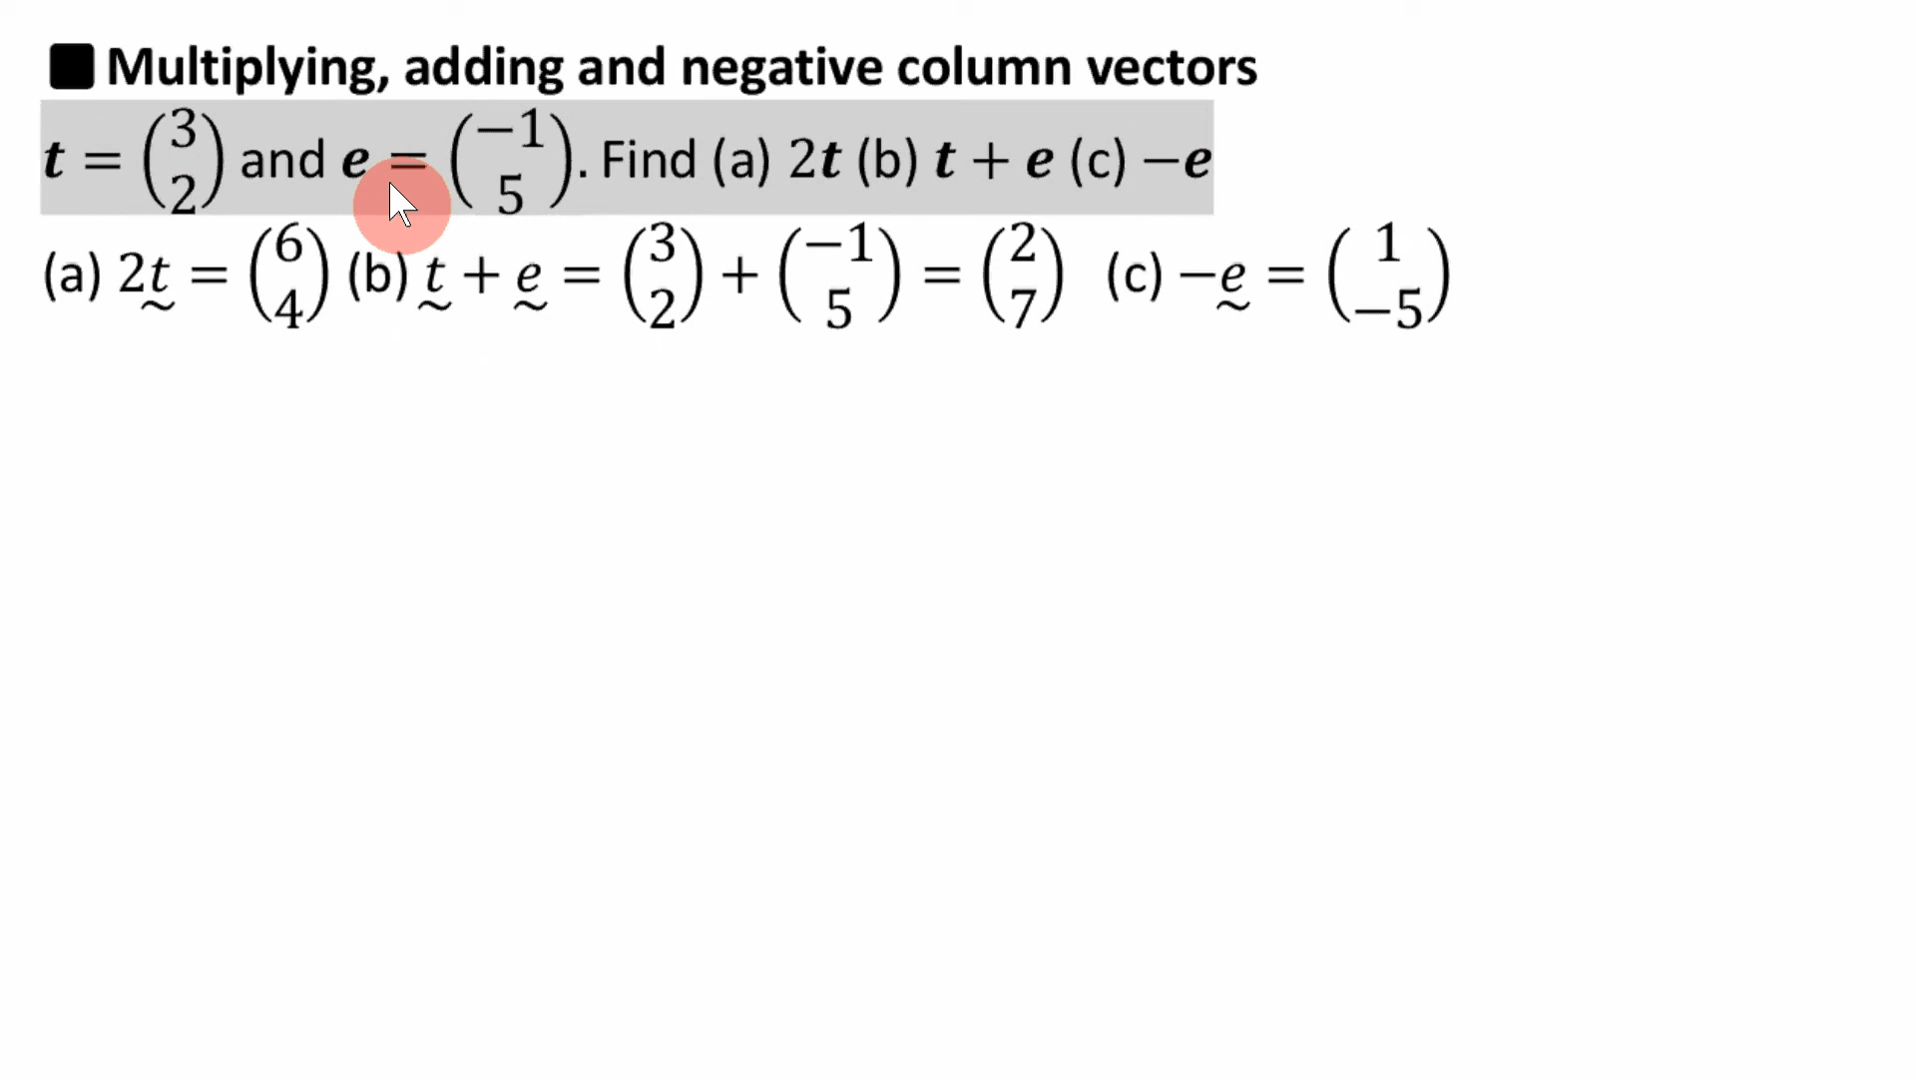 Multiplying, adding and negative column vectors
𝒕 = (3 2) and 𝒆 = (−1 5). Find (a) 2𝒕 (b) 𝒕 + 𝒆 (c) −𝒆
(a) 2t̰ = (6 4) (b) t̰ + ḛ = (3 2) + (−1 5) = (2 7) (c) −ḛ = (1 −5)